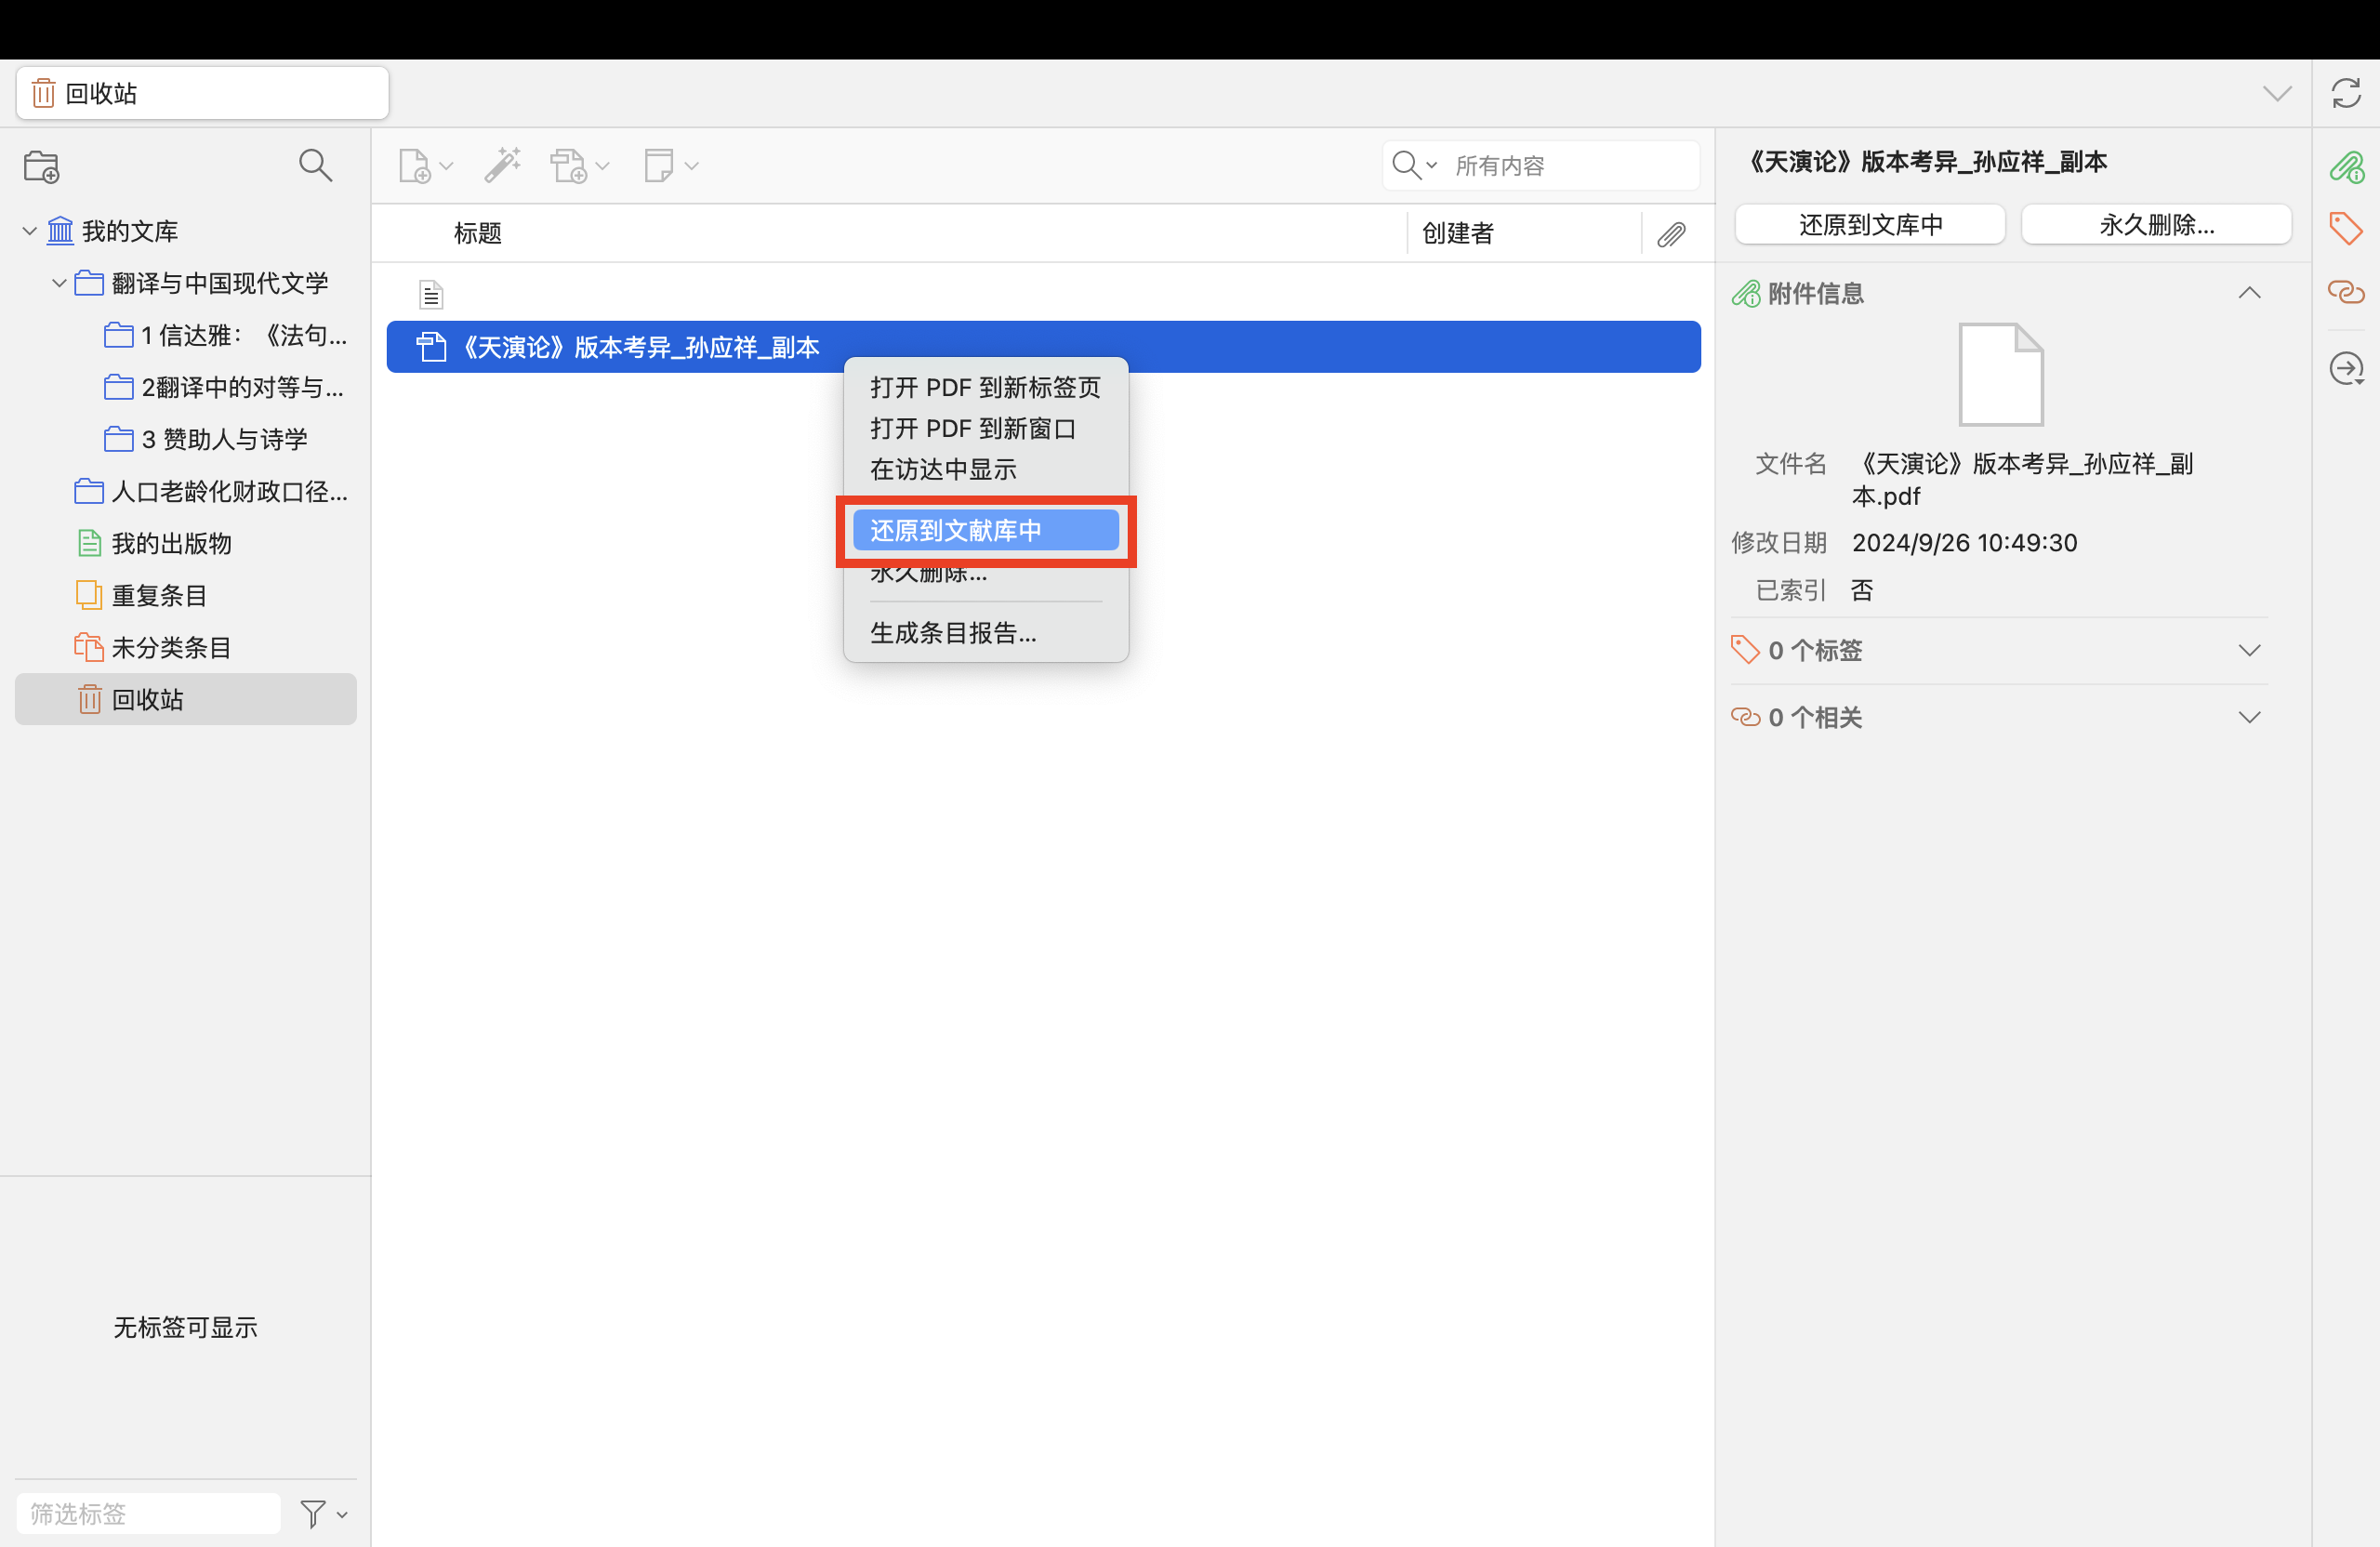 回收站
所有内容
我的文库
翻译与中国现代文学
1 信达雅：《法句...
2翻译中的对等与...
3 赞助人与诗学
人口老龄化财政口径...
我的出版物
重复条目
未分类条目
回收站
无标签可显示
筛选标签
标题
创建者
《天演论》版本考异_孙应祥_副本
打开 PDF 到新标签页
打开 PDF 到新窗口
在访达中显示
还原到文献库中
永久删除...
生成条目报告...
《天演论》版本考异_孙应祥_副本
还原到文库中
永久删除...
附件信息
文件名
《天演论》版本考异_孙应祥_副
本.pdf
修改日期 2024/9/26 10:49:30
已索引 否
0 个标签
0 个相关